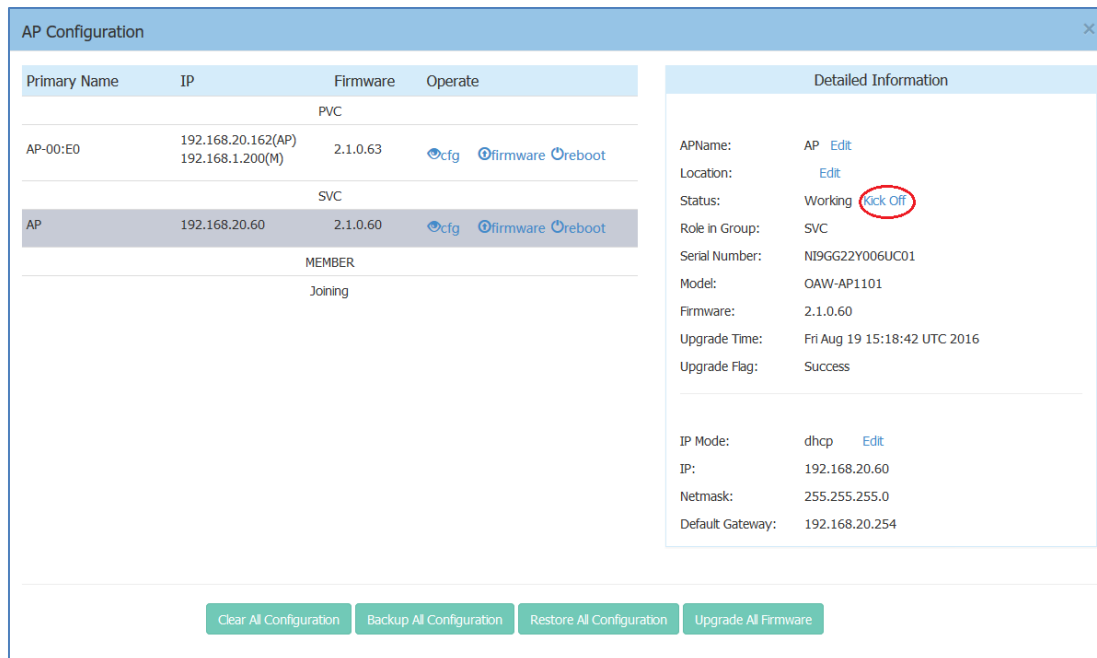 AP Configuration
×
Primary Name IP Firmware Operate
PVC
AP-00:E0 192.168.20.162(AP) 2.1.0.63 cfg firmware reboot
192.168.1.200(M)
SVC
AP 192.168.20.60 2.1.0.60 cfg firmware reboot
MEMBER
Joining
Detailed Information
APName: AP Edit
Location: Edit
Status: Working Kick Off
Role in Group: SVC
Serial Number: NI9GG22Y006UC01
Model: OAW-AP1101
Firmware: 2.1.0.60
Upgrade Time: Fri Aug 19 15:18:42 UTC 2016
Upgrade Flag: Success
IP Mode: dhcp Edit
IP: 192.168.20.60
Netmask: 255.255.255.0
Default Gateway: 192.168.20.254
Clear All Configuration Backup All Configuration Restore All Configuration Upgrade All Firmware